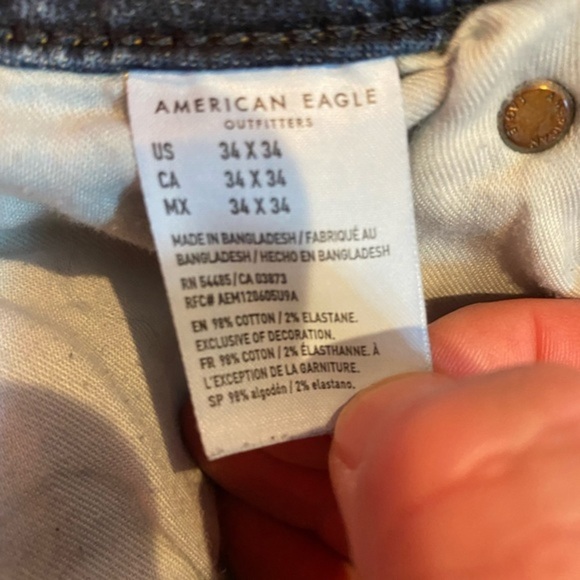 AMERICAN EAGLE
OUTFITTERS
US 34 X 34
CA 34 X 34
MX 34 X 34
MADE IN BANGLADESH / FABRIQUÉ AU
BANGLADESH / HECHO EN BANGLADESH
RN 54485 / CA 03873
RFC# AEM120605U9A
EN 98% COTTON / 2% ELASTANE.
EXCLUSIVE OF DECORATION.
FR 98% COTON / 2% ÉLASTHANNE. À
L'EXCEPTION DE LA GARNITURE.
SP 98% algodón / 2% elastano.